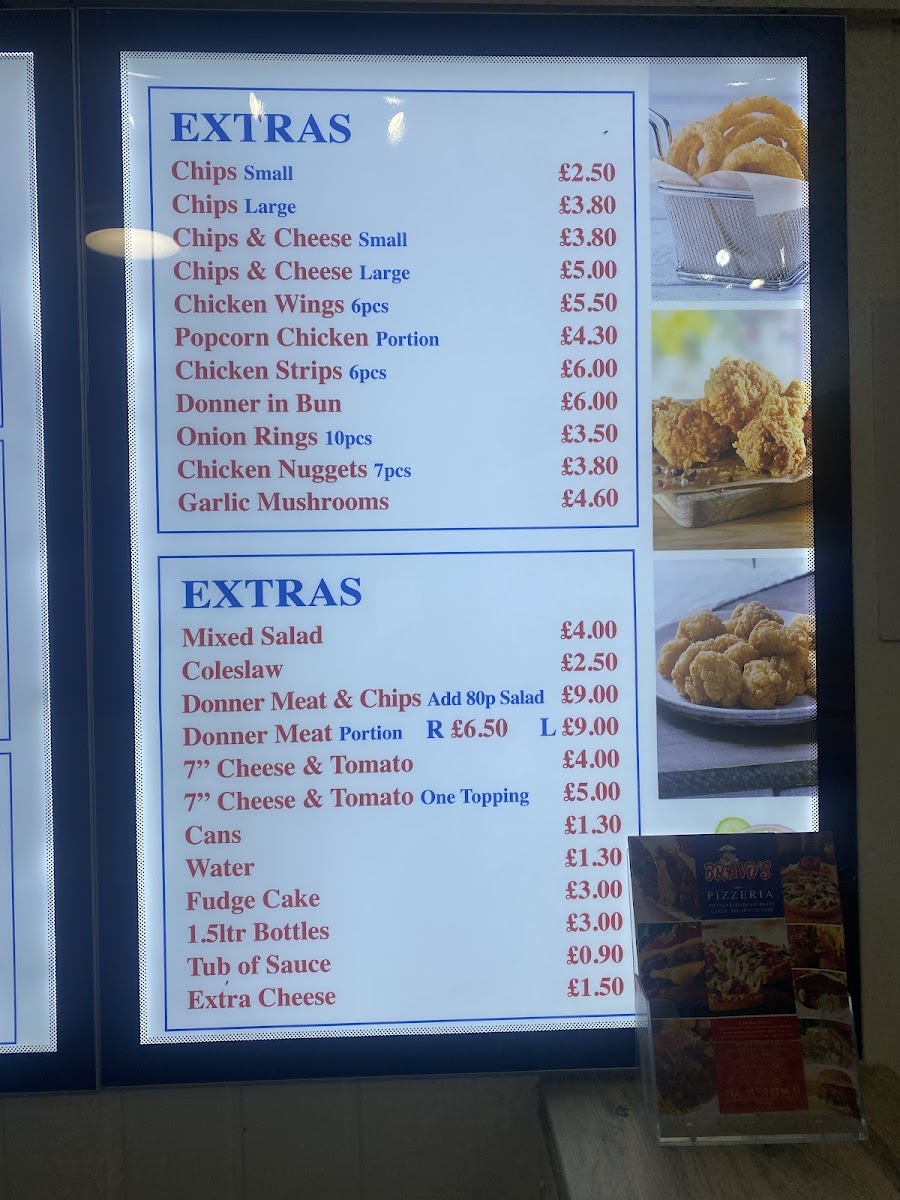 EXTRAS
Chips Small £2.50
Chips Large £3.80
Chips & Cheese Small £3.80
Chips & Cheese Large £5.00
Chicken Wings 6pcs £5.50
Popcorn Chicken Portion £4.30
Chicken Strips 6pcs £6.00
Donner in Bun £6.00
Onion Rings 10pcs £3.50
Chicken Nuggets 7pcs £3.80
Garlic Mushrooms £4.60
EXTRAS
Mixed Salad £4.00
Coleslaw £2.50
Donner Meat & Chips Add 80p Salad £9.00
Donner Meat Portion R £6.50 L £9.00
7” Cheese & Tomato £4.00
7” Cheese & Tomato One Topping £5.00
Cans £1.30
Water £1.30
Fudge Cake £3.00
1.5ltr Bottles £3.00
Tub of Sauce £0.90
Extra Cheese £1.50
BRAVO'S
PIZZERIA